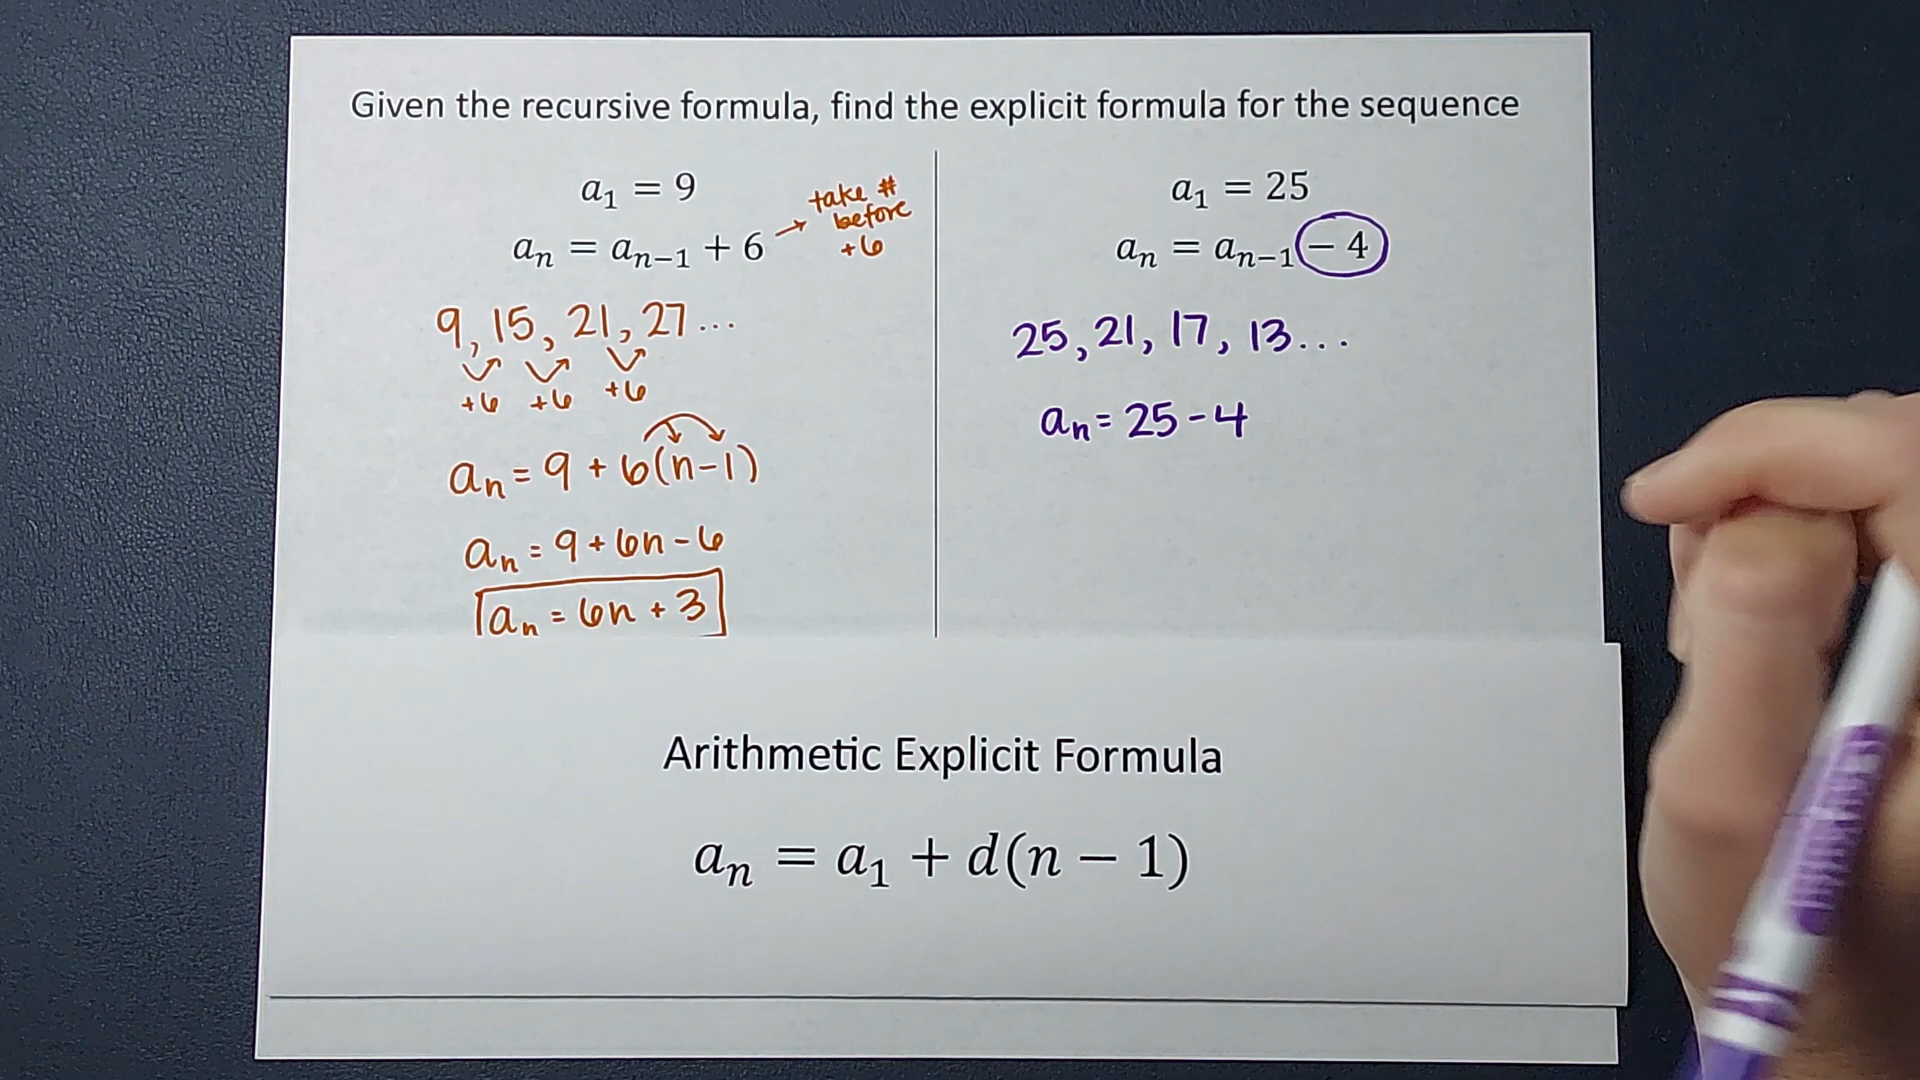 Given the recursive formula, find the explicit formula for the sequence
a₁ = 9
aₙ = aₙ₋₁ + 6
→ take #
before
+6
9, 15, 21, 27...
+6 +6 +6
aₙ = 9 + 6(n-1)
aₙ = 9 + 6n - 6
aₙ = 6n + 3
a₁ = 25
aₙ = aₙ₋₁ − 4
25, 21, 17, 13...
aₙ = 25 - 4
Arithmetic Explicit Formula
aₙ = a₁ + d(n − 1)